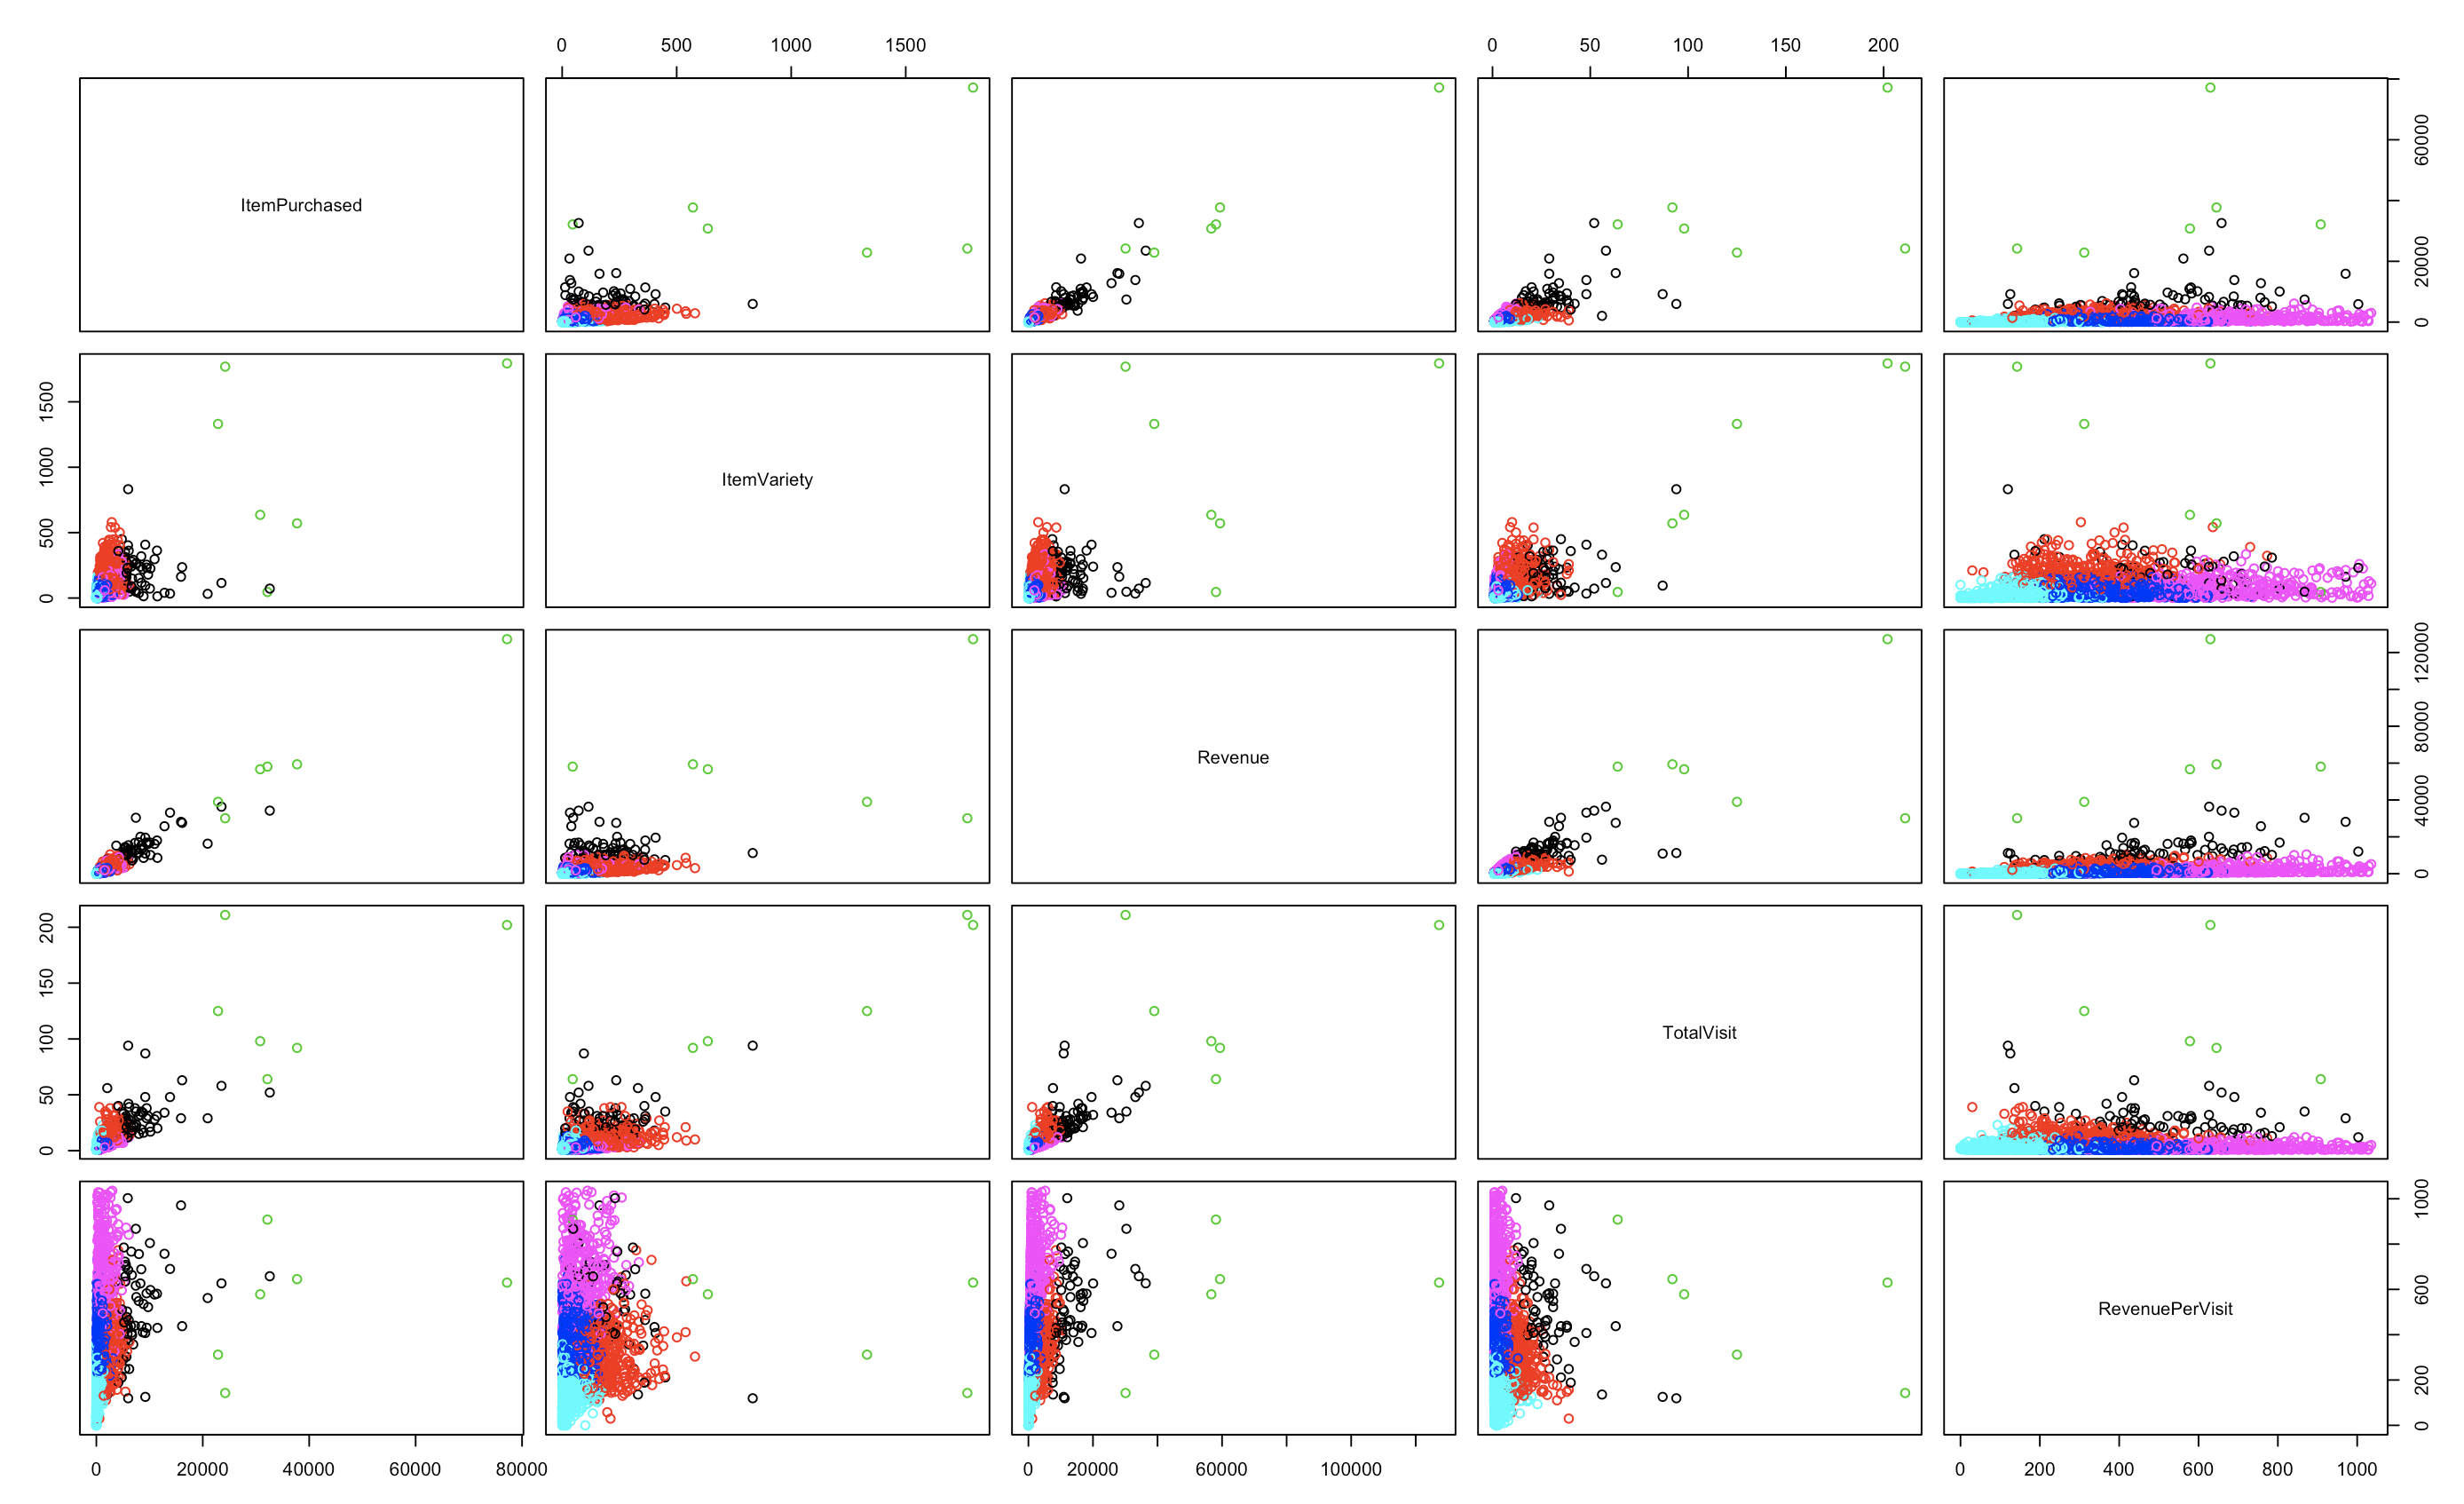 0 500 1000 1500 0 50 100 150 200
ItemPurchased
0 20000 60000
0 500 1000 1500
ItemVariety
Revenue
0 40000 80000 120000
0 50 100 150 200
TotalVisit
RevenuePerVisit
0 200 600 1000
0 20000 40000 60000 80000 0 20000 60000 100000 0 200 400 600 800 1000